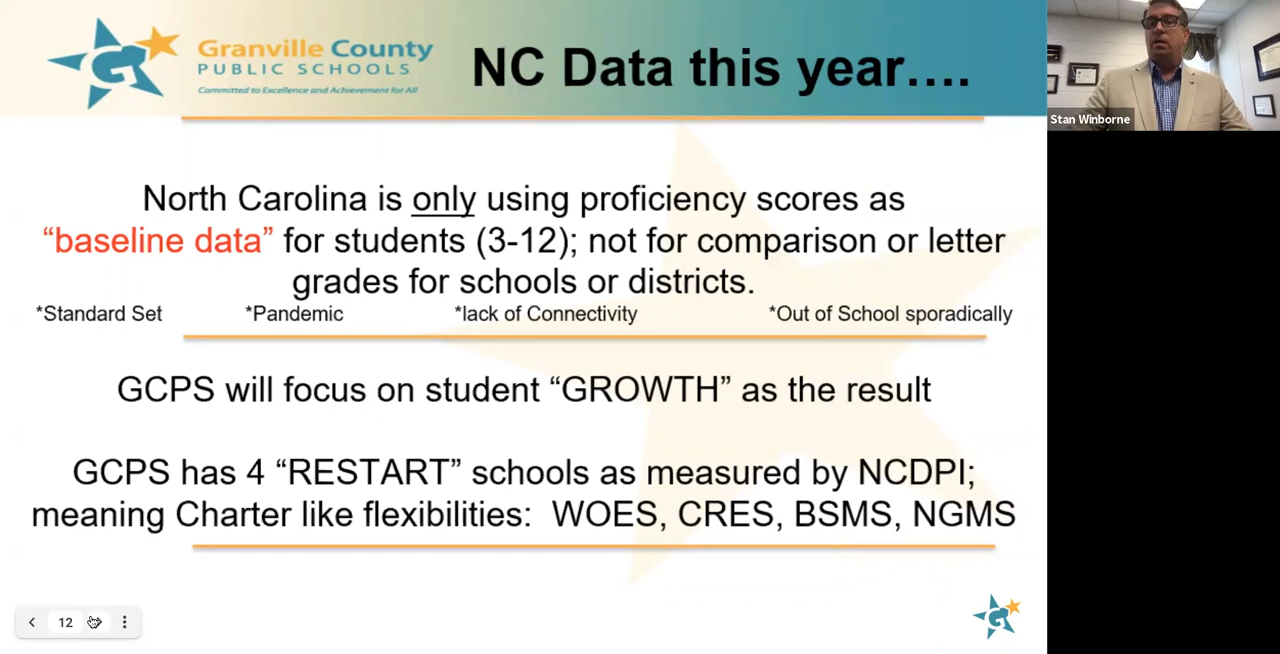 Granville County
PUBLIC SCHOOLS
Committed to Excellence and Achievement for All
NC Data this year….
Stan Winborne
North Carolina is only using proficiency scores as
“baseline data” for students (3-12); not for comparison or letter
grades for schools or districts.
*Standard Set *Pandemic *lack of Connectivity *Out of School sporadically
GCPS will focus on student “GROWTH” as the result
GCPS has 4 “RESTART” schools as measured by NCDPI;
meaning Charter like flexibilities: WOES, CRES, BSMS, NGMS
12